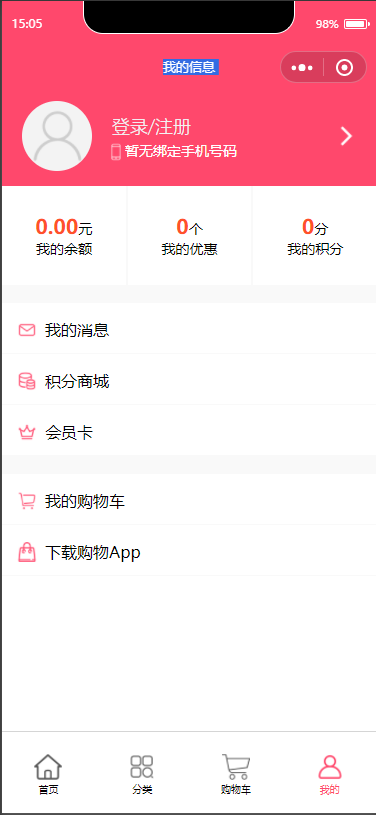 15:05
98%
我的信息
登录/注册
暂无绑定手机号码
0.00元
0个
0分
我的余额
我的优惠
我的积分
我的消息
积分商城
会员卡
我的购物车
下载购物App
首页
分类
购物车
我的